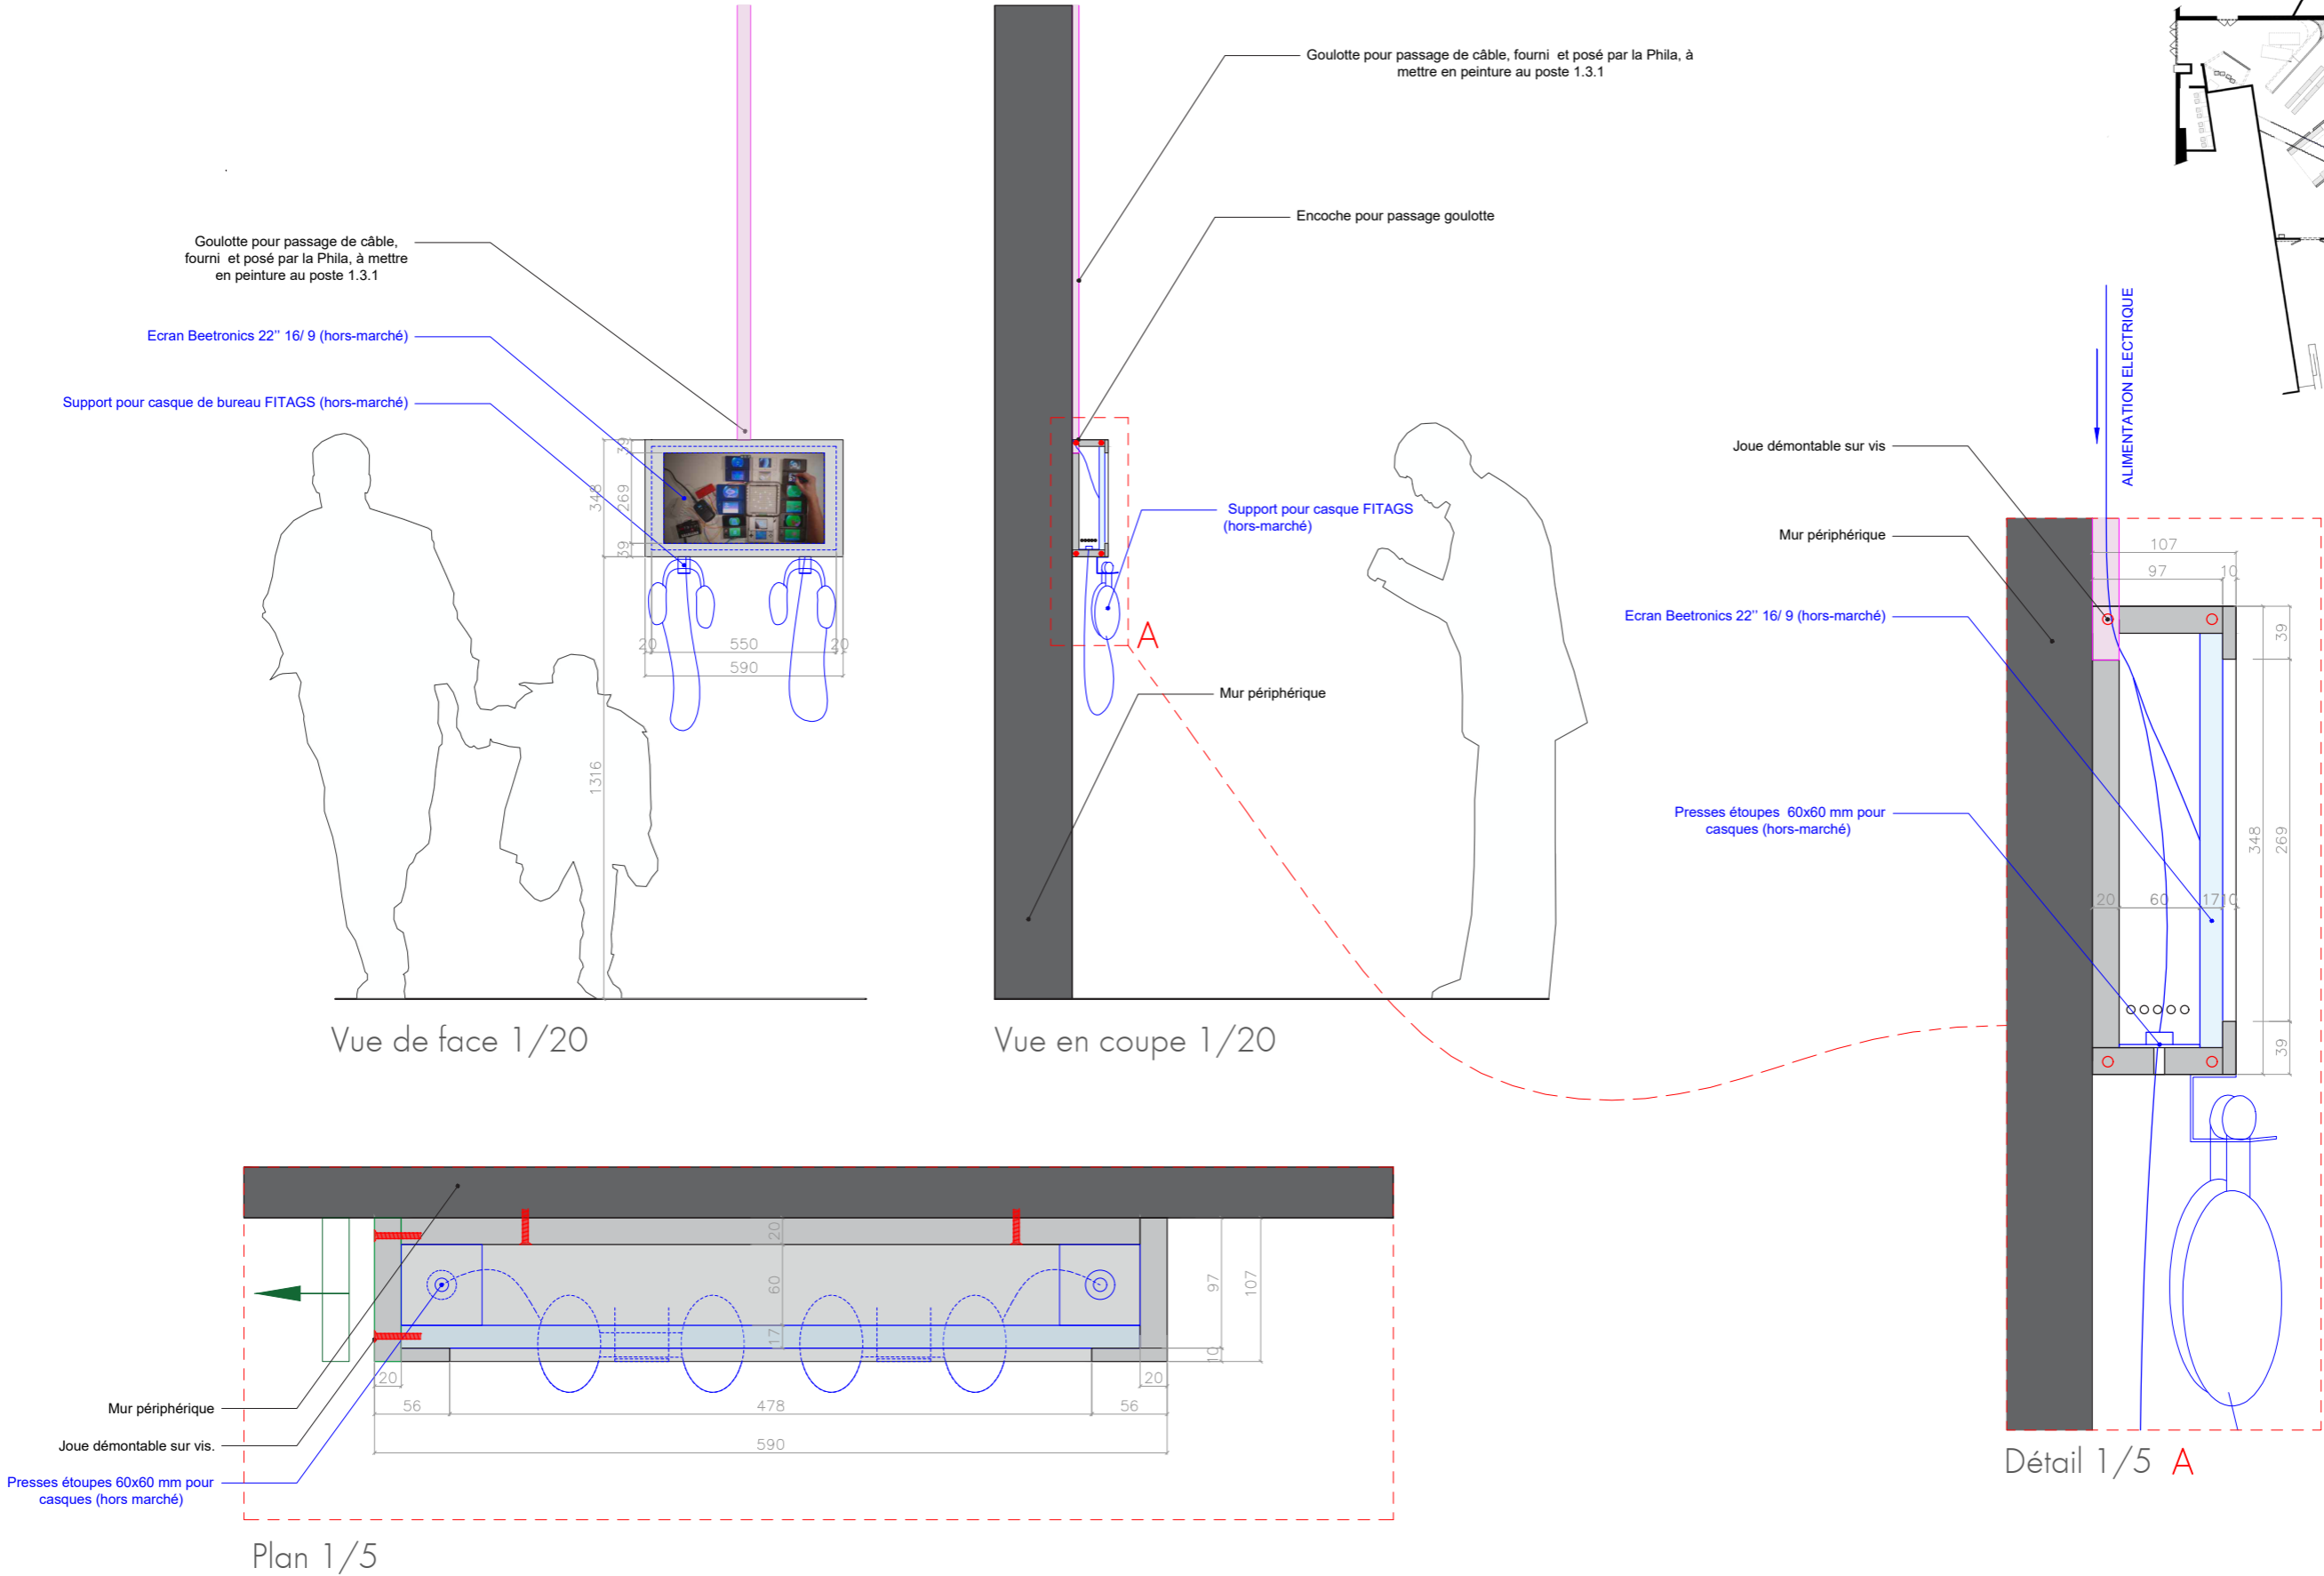 Goulotte pour passage de câble, fourni et posé par la Phila, à
mettre en peinture au poste 1.3.1
Encoche pour passage goulotte
Goulotte pour passage de câble,
fourni et posé par la Phila, à mettre
en peinture au poste 1.3.1
Ecran Beetronics 22'' 16/ 9 (hors-marché)
Support pour casque de bureau FITAGS (hors-marché)
348
269
39
20
550
20
590
1316
Vue de face 1/20
Support pour casque FITAGS
(hors-marché)
A
Mur périphérique
Vue en coupe 1/20
ALIMENTATION ELECTRIQUE
Joue démontable sur vis
Mur périphérique
Ecran Beetronics 22'' 16/ 9 (hors-marché)
Presses étoupes 60x60 mm pour
casques (hors-marché)
107
97
10
39
348
269
20
60
17
10
39
Détail 1/5 A
20
60
17
10
97
107
20
20
56
478
56
590
Mur périphérique
Joue démontable sur vis.
Presses étoupes 60x60 mm pour
casques (hors marché)
Plan 1/5